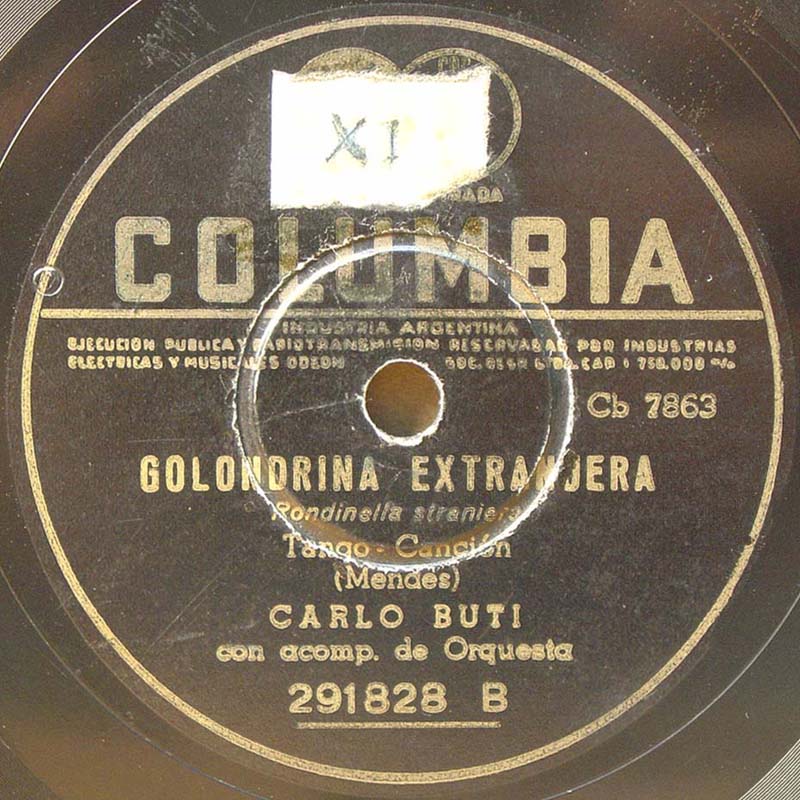 XI
COLUMBIA
INDUSTRIA ARGENTINA
EJECUCION PUBLICA Y RADIOTRANSMISION RESERVADAS POR INDUSTRIAS
ELECTRICAS Y MUSICALES ODEON
Cb 7863
GOLONDRINA EXTRANJERA
Rondinella straniera
Tango - Canción
(Mendes)
CARLO BUTI
con acomp. de Orquesta
291828 B